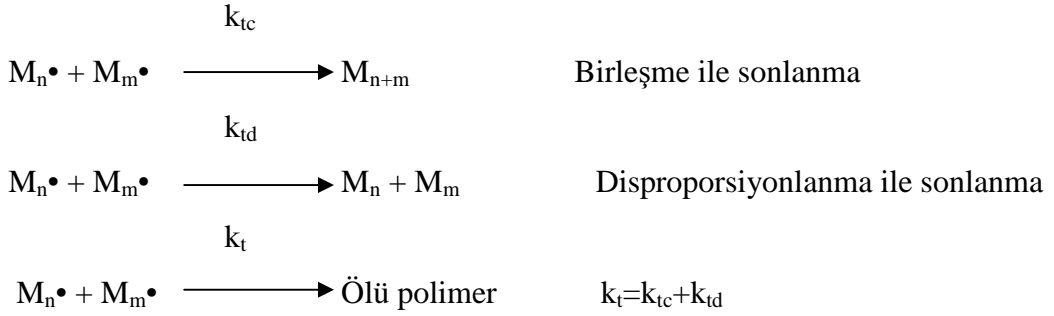 k_tc
M_n• + M_m• ⟶ M_n+m Birleşme ile sonlanma
k_td
M_n• + M_m• ⟶ M_n + M_m Disproporsiyonlanma ile sonlanma
k_t
M_n• + M_m• ⟶ Ölü polimer k_t=k_tc+k_td